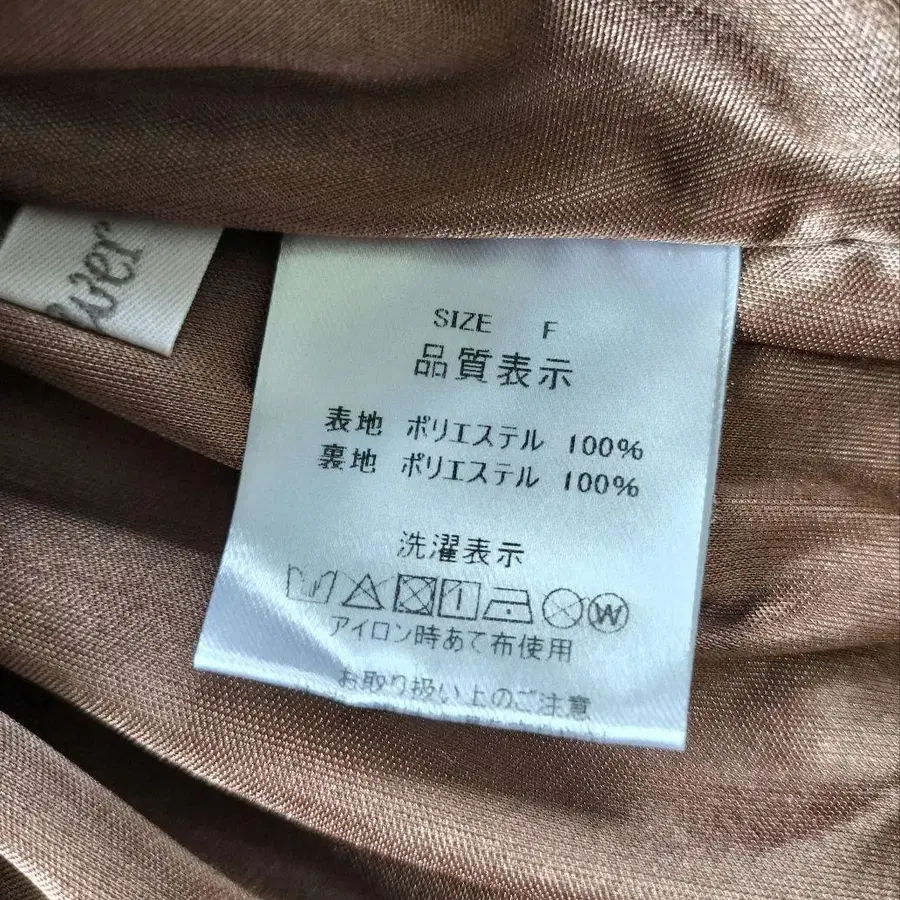 SIZE F
品質表示
表地 ポリエステル 100%
裏地 ポリエステル 100%
洗濯表示
W
アイロン時あて布使用
お取り扱い上のご注意